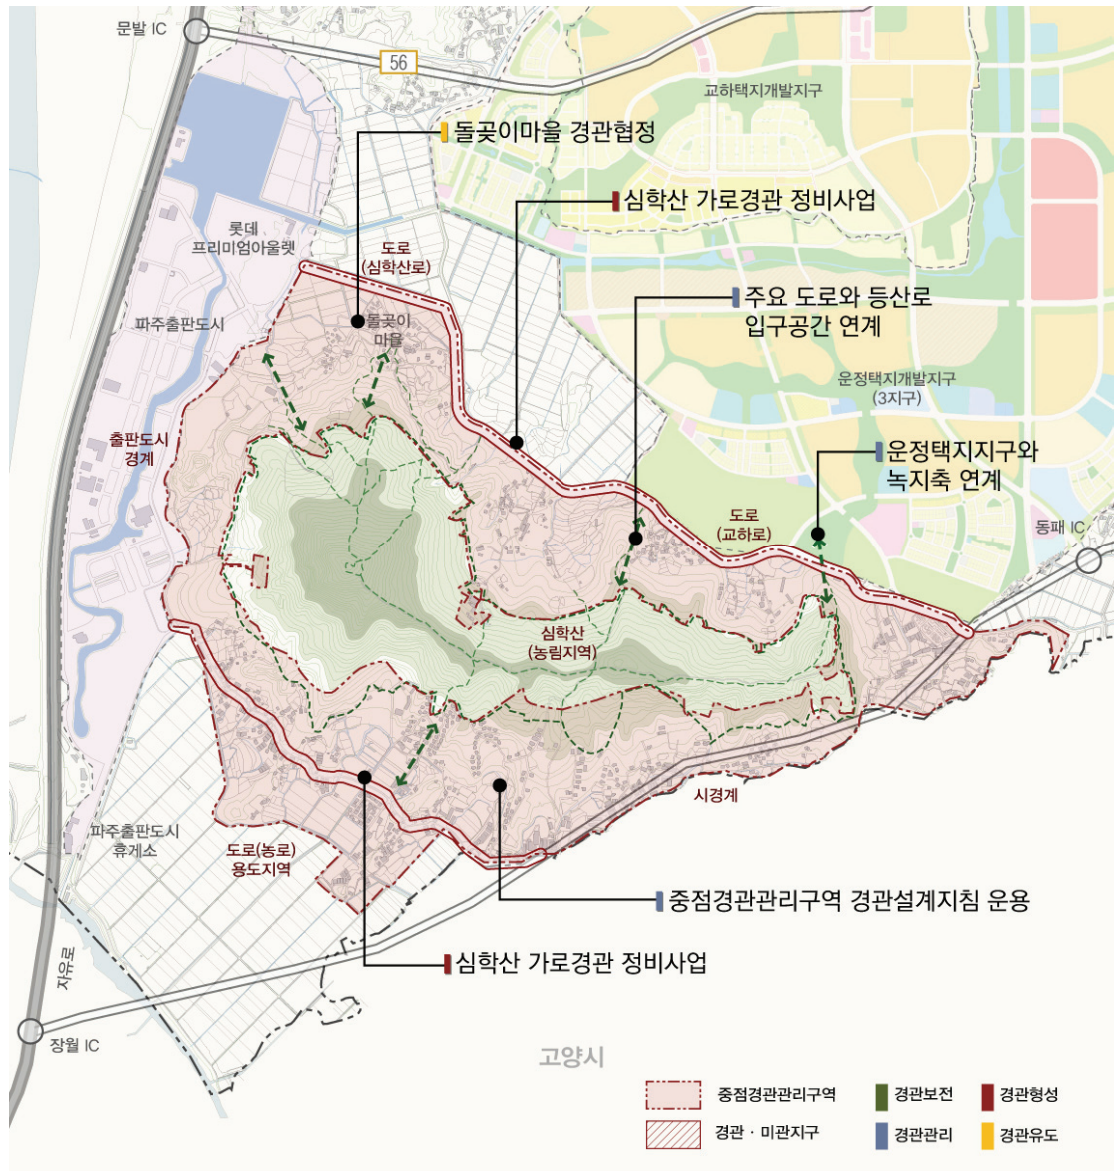 문발 IC
56
교하택지개발지구
돌곶이마을 경관협정
심학산 가로경관 정비사업
롯데
프리미엄아울렛
도로
(심학산로)
주요 도로와 등산로
입구공간 연계
파주출판도시
돌곶이
마을
운정택지개발지구
(3지구)
출판도시
경계
운정택지지구와
녹지축 연계
도로
(교하로)
동패 IC
심학산
(농림지역)
시경계
파주출판도시
휴게소
도로(농로)
용도지역
중점경관관리구역 경관설계지침 운용
심학산 가로경관 정비사업
자유로
장월 IC
고양시
중점경관관리구역
경관보전
경관형성
경관 · 미관지구
경관관리
경관유도